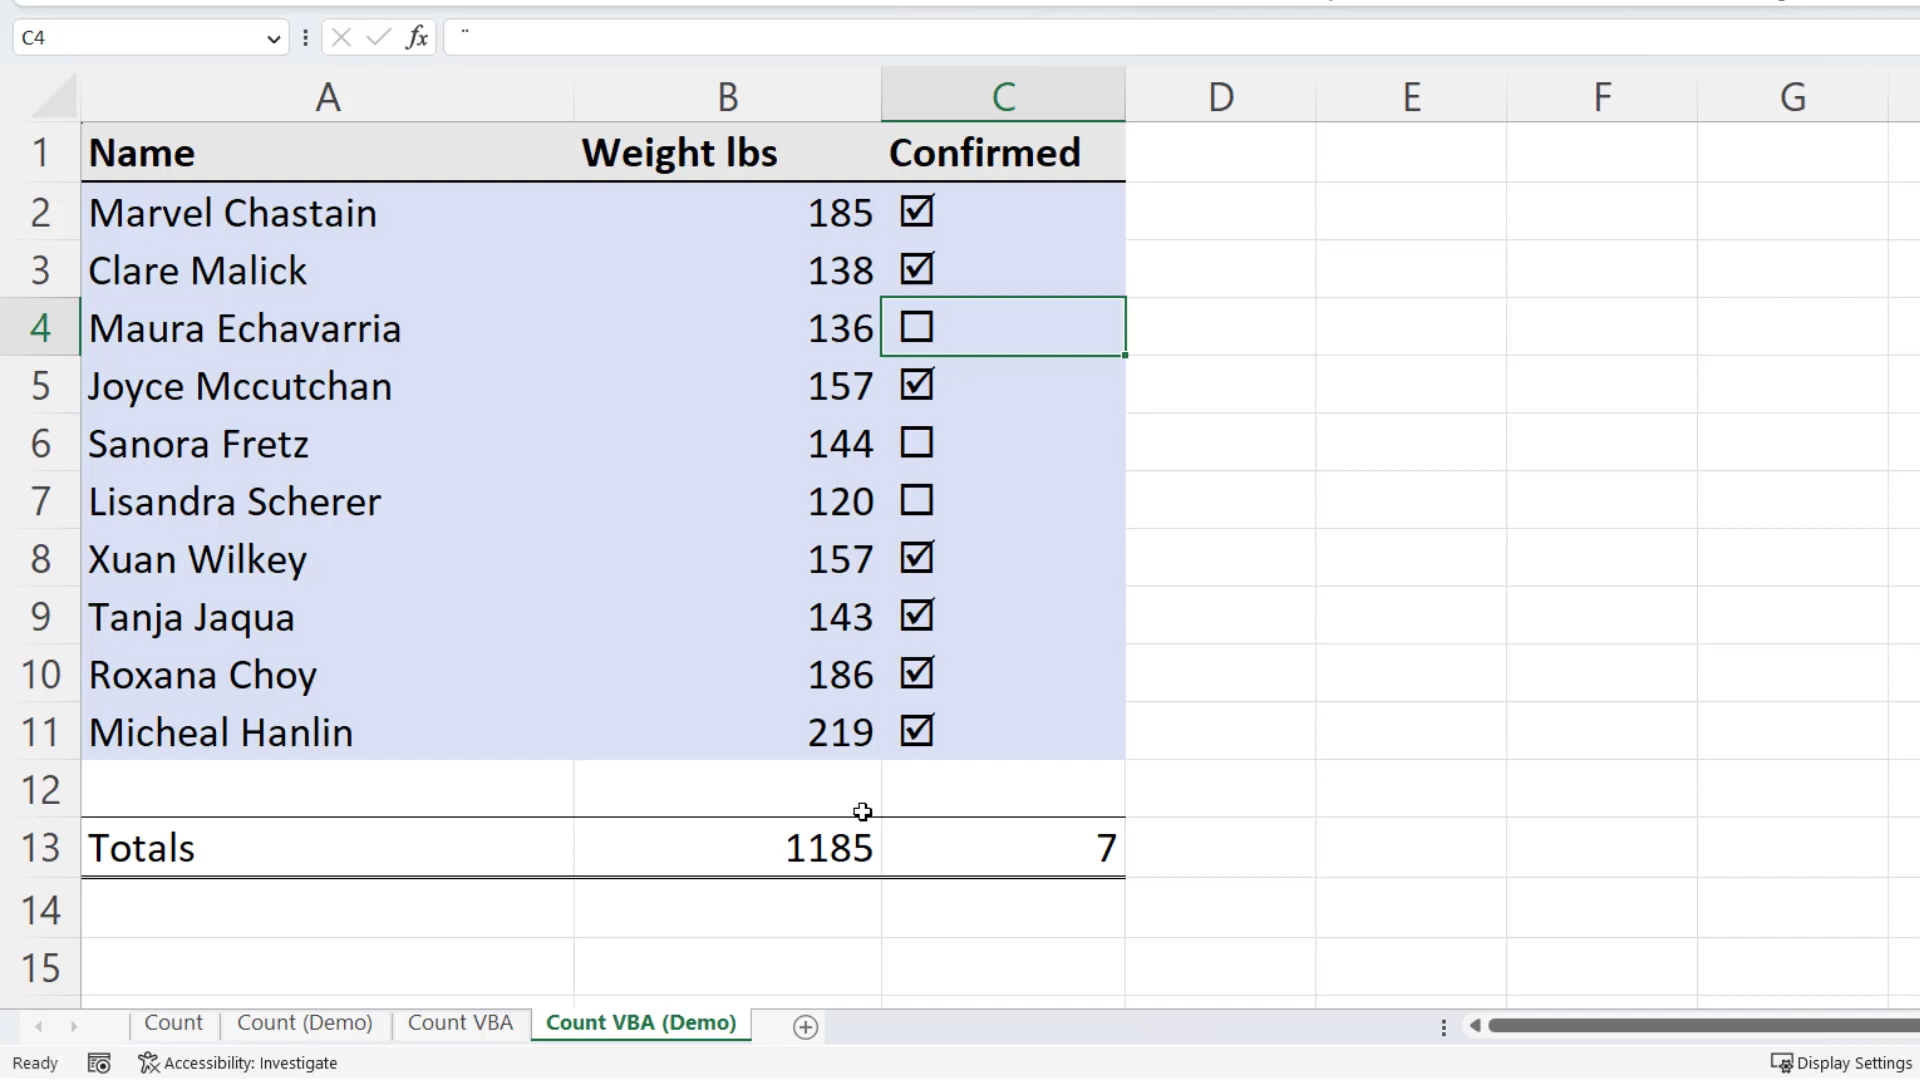 C4 fx ¨
A B C D E F G
1 Name Weight lbs Confirmed
2 Marvel Chastain 185 ☑
3 Clare Malick 138 ☑
4 Maura Echavarria 136 ☐
5 Joyce Mccutchan 157 ☑
6 Sanora Fretz 144 ☐
7 Lisandra Scherer 120 ☐
8 Xuan Wilkey 157 ☑
9 Tanja Jaqua 143 ☑
10 Roxana Choy 186 ☑
11 Micheal Hanlin 219 ☑
12
13 Totals 1185 7
14
15
Count Count (Demo) Count VBA Count VBA (Demo)
Ready Accessibility: Investigate Display Settings